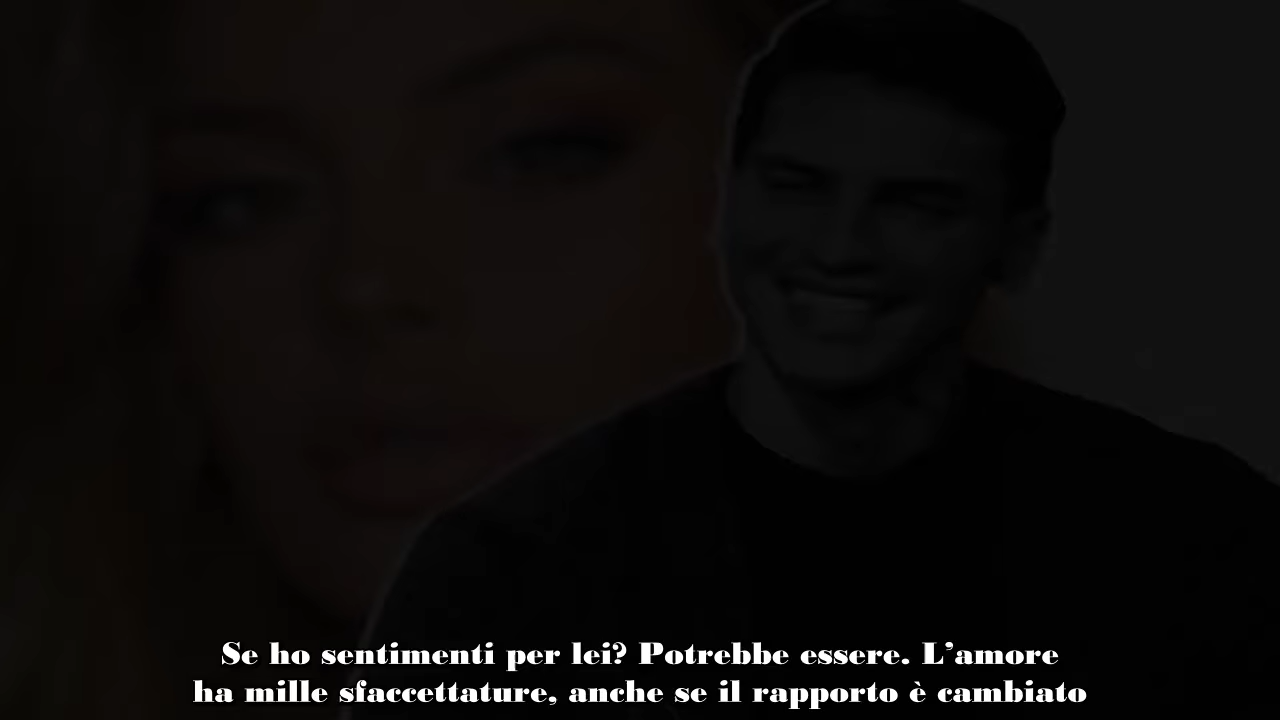 Se ho sentimenti per lei? Potrebbe essere. L’amore
ha mille sfaccettature, anche se il rapporto è cambiato